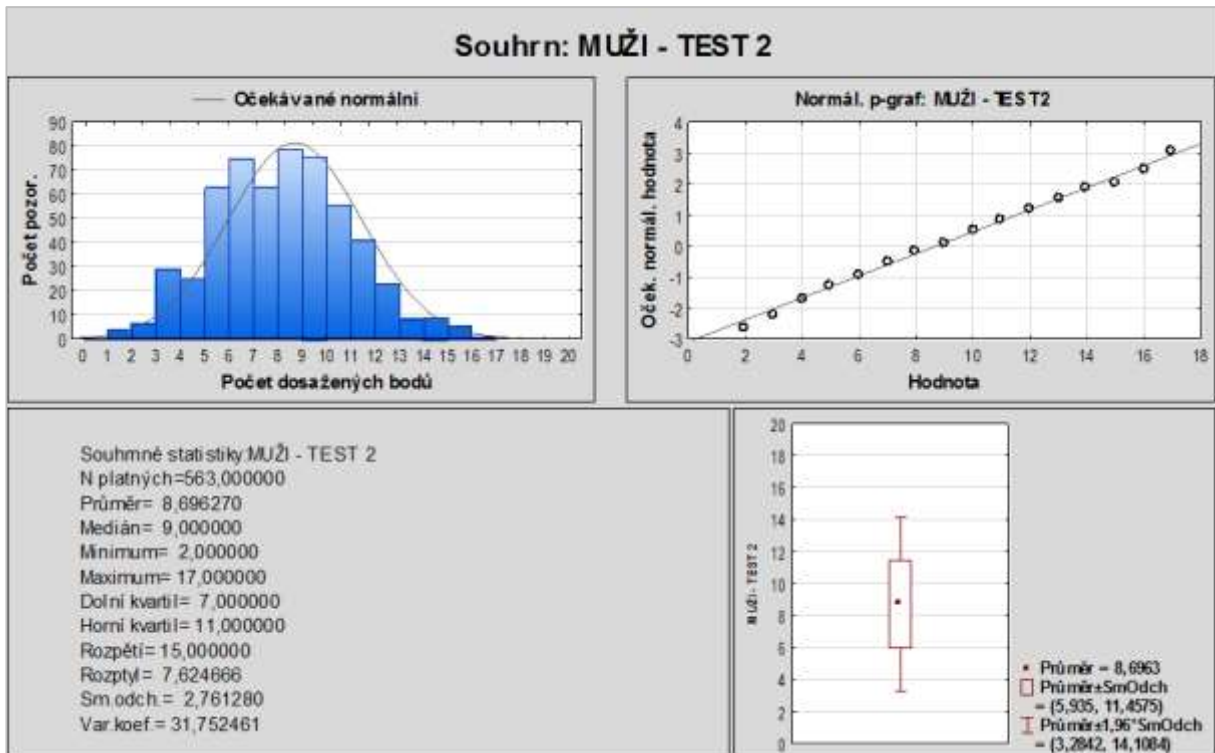 Souhrn: MUŽI - TEST 2
Očekávané normální
90
80
70
60
50
40
30
20
10
0
Počet pozor.
0 1 2 3 4 5 6 7 8 9 10 11 12 13 14 15 16 17 18 19 20
Počet dosažených bodů
Normál. p-graf: MUŽI - TEST2
4
3
2
1
0
-1
-2
-3
Oček. normál. hodnota
0 2 4 6 8 10 12 14 16 18
Hodnota
Souhrnné statistiky:MUŽI - TEST 2
N platných=563,000000
Průměr= 8,696270
Medián= 9,000000
Minimum= 2,000000
Maximum= 17,000000
Dolní kvartil= 7,000000
Horní kvartil= 11,000000
Rozpětí= 15,000000
Rozptyl= 7,624666
Sm.odch.= 2,761280
Var.koef.= 31,752461
20
18
16
14
12
10
8
6
4
2
0
MUŽI - TEST 2
Průměr = 8,6963
Průměr±SmOdch
= (5,935, 11,4575)
Průměr±1,96*SmOdch
= (3,2842, 14,1084)